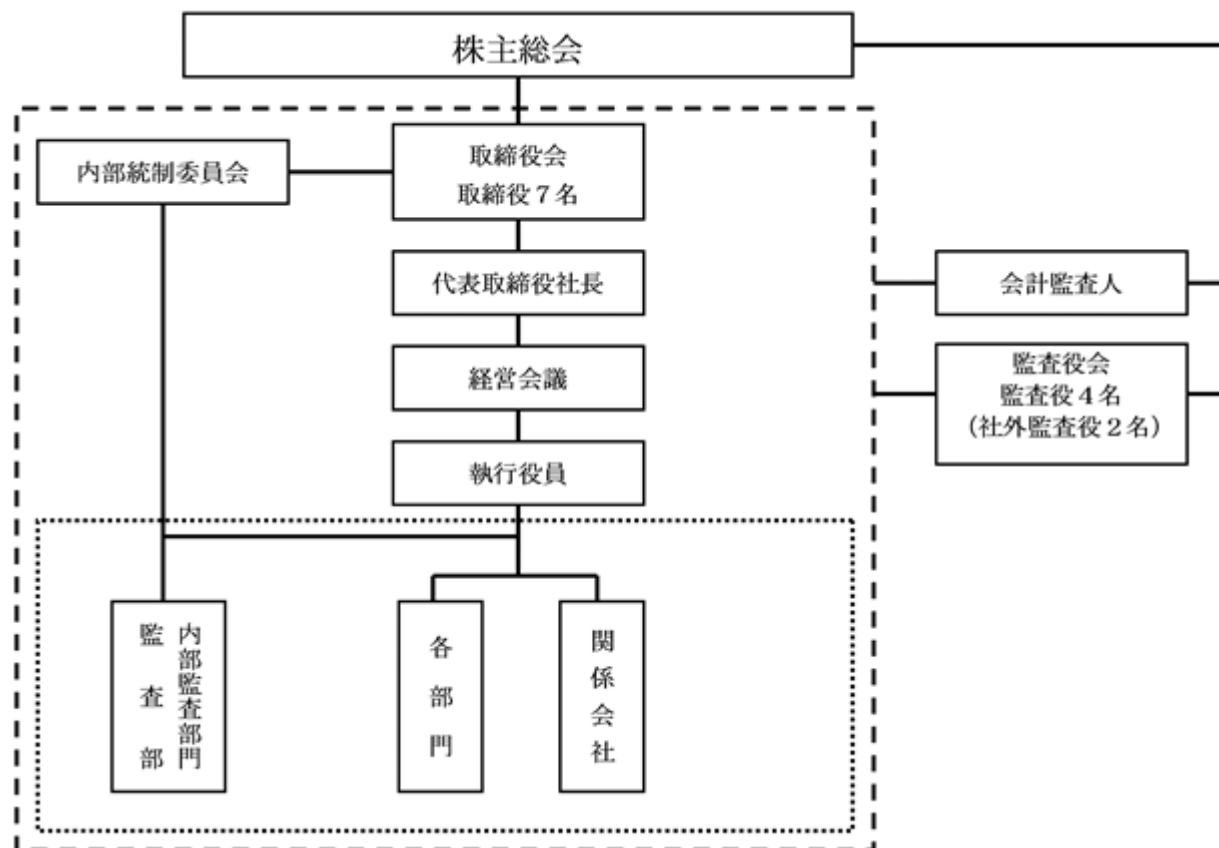 株主総会
内部統制委員会
取締役会
取締役７名
代表取締役社長
経営会議
執行役員
会計監査人
監査役会
監査役４名
（社外監査役２名）
内部監査部門
監査部
各部門
関係会社